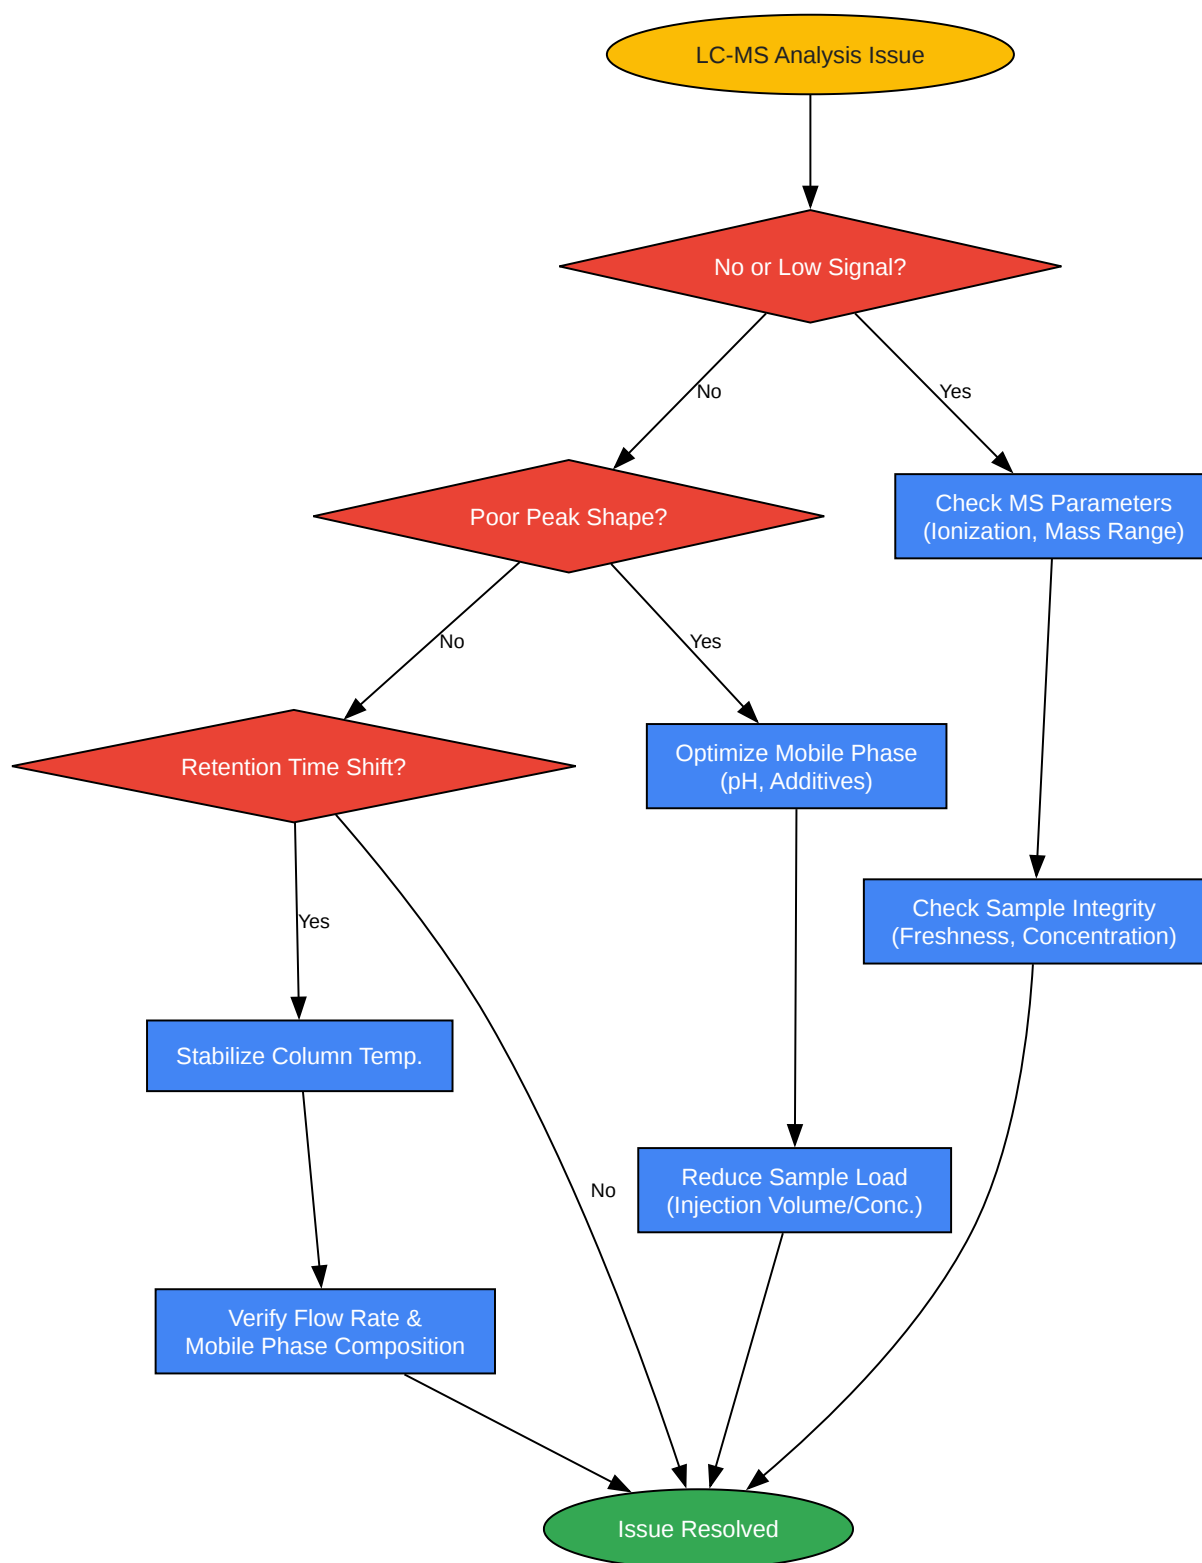 LC-MS Analysis Issue
No or Low Signal?
No
Yes
Poor Peak Shape?
Check MS Parameters
(Ionization, Mass Range)
No
Yes
Retention Time Shift?
Optimize Mobile Phase
(pH, Additives)
Yes
Check Sample Integrity
(Freshness, Concentration)
Stabilize Column Temp.
No
Reduce Sample Load
(Injection Volume/Conc.)
Verify Flow Rate &
Mobile Phase Composition
Issue Resolved